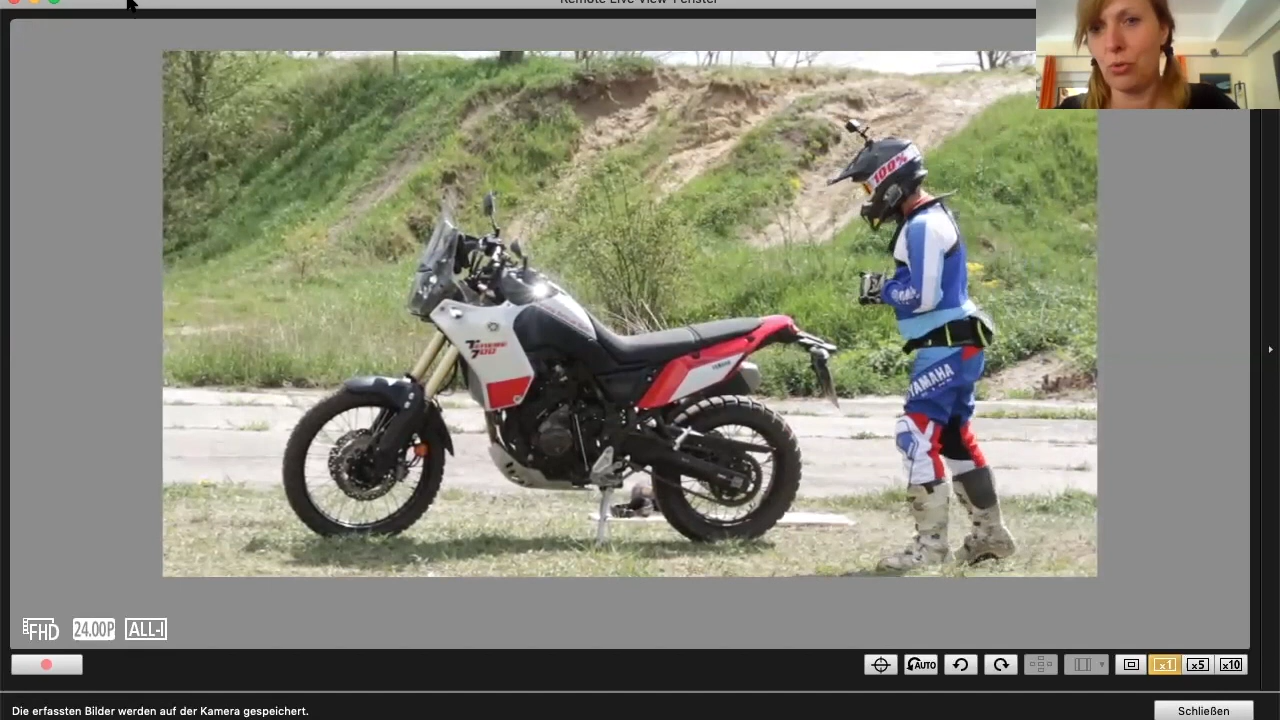 Remote Live View-Fenster
100%
Ténéré
700
YAMAHA
YAMAHA
FHD
24.00P
ALL-I
AUTO
x1
x5
x10
Die erfassten Bilder werden auf der Kamera gespeichert.
Schließen